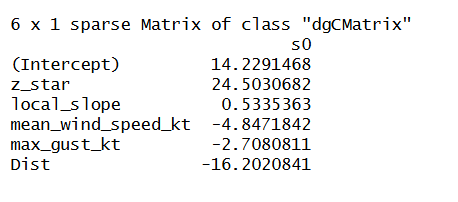 6 x 1 sparse Matrix of class "dgCMatrix"
s0
(Intercept) 14.2291468
z_star 24.5030682
local_slope 0.5335363
mean_wind_speed_kt -4.8471842
max_gust_kt -2.7080811
Dist -16.2020841